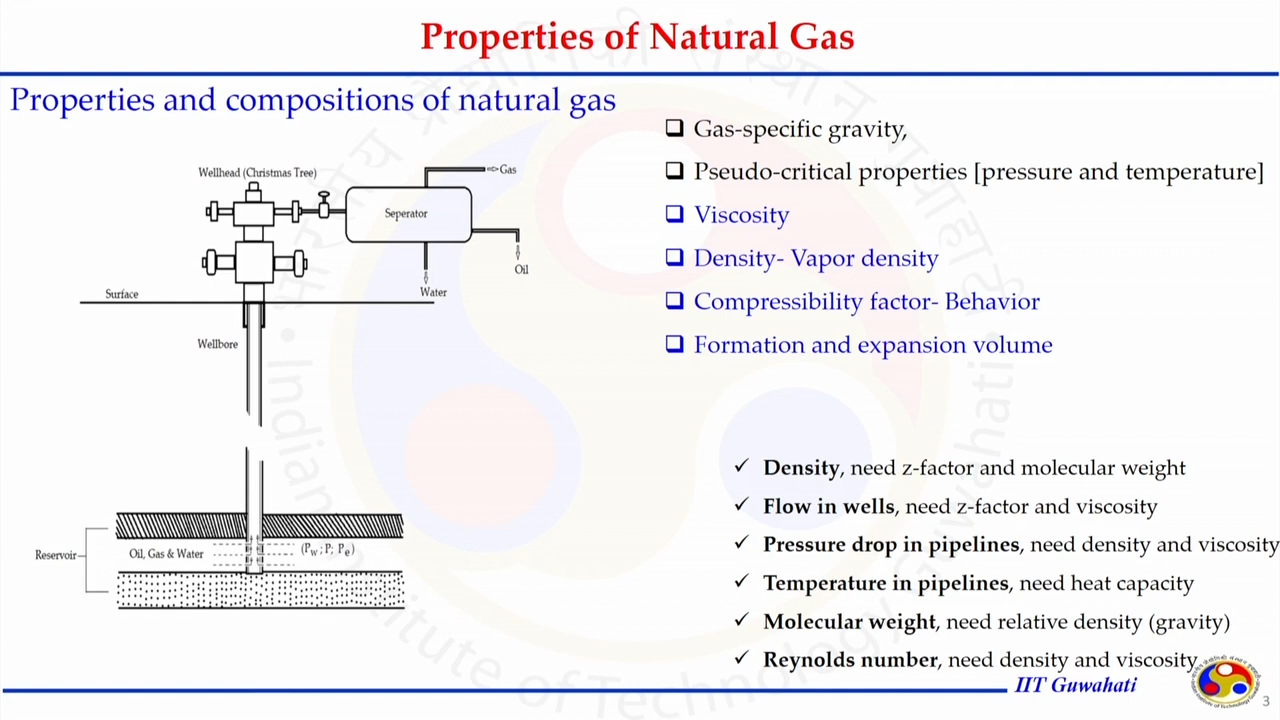 Properties of Natural Gas
Properties and compositions of natural gas
Wellhead (Christmas Tree)
Gas
Seperator
Oil
Water
Surface
Wellbore
Reservoir
Oil, Gas & Water
(Pw ; P; Pe)
Gas-specific gravity,
Pseudo-critical properties [pressure and temperature]
Viscosity
Density- Vapor density
Compressibility factor- Behavior
Formation and expansion volume
✓ Density, need z-factor and molecular weight
✓ Flow in wells, need z-factor and viscosity
✓ Pressure drop in pipelines, need density and viscosity
✓ Temperature in pipelines, need heat capacity
✓ Molecular weight, need relative density (gravity)
✓ Reynolds number, need density and viscosity
IIT Guwahati
3